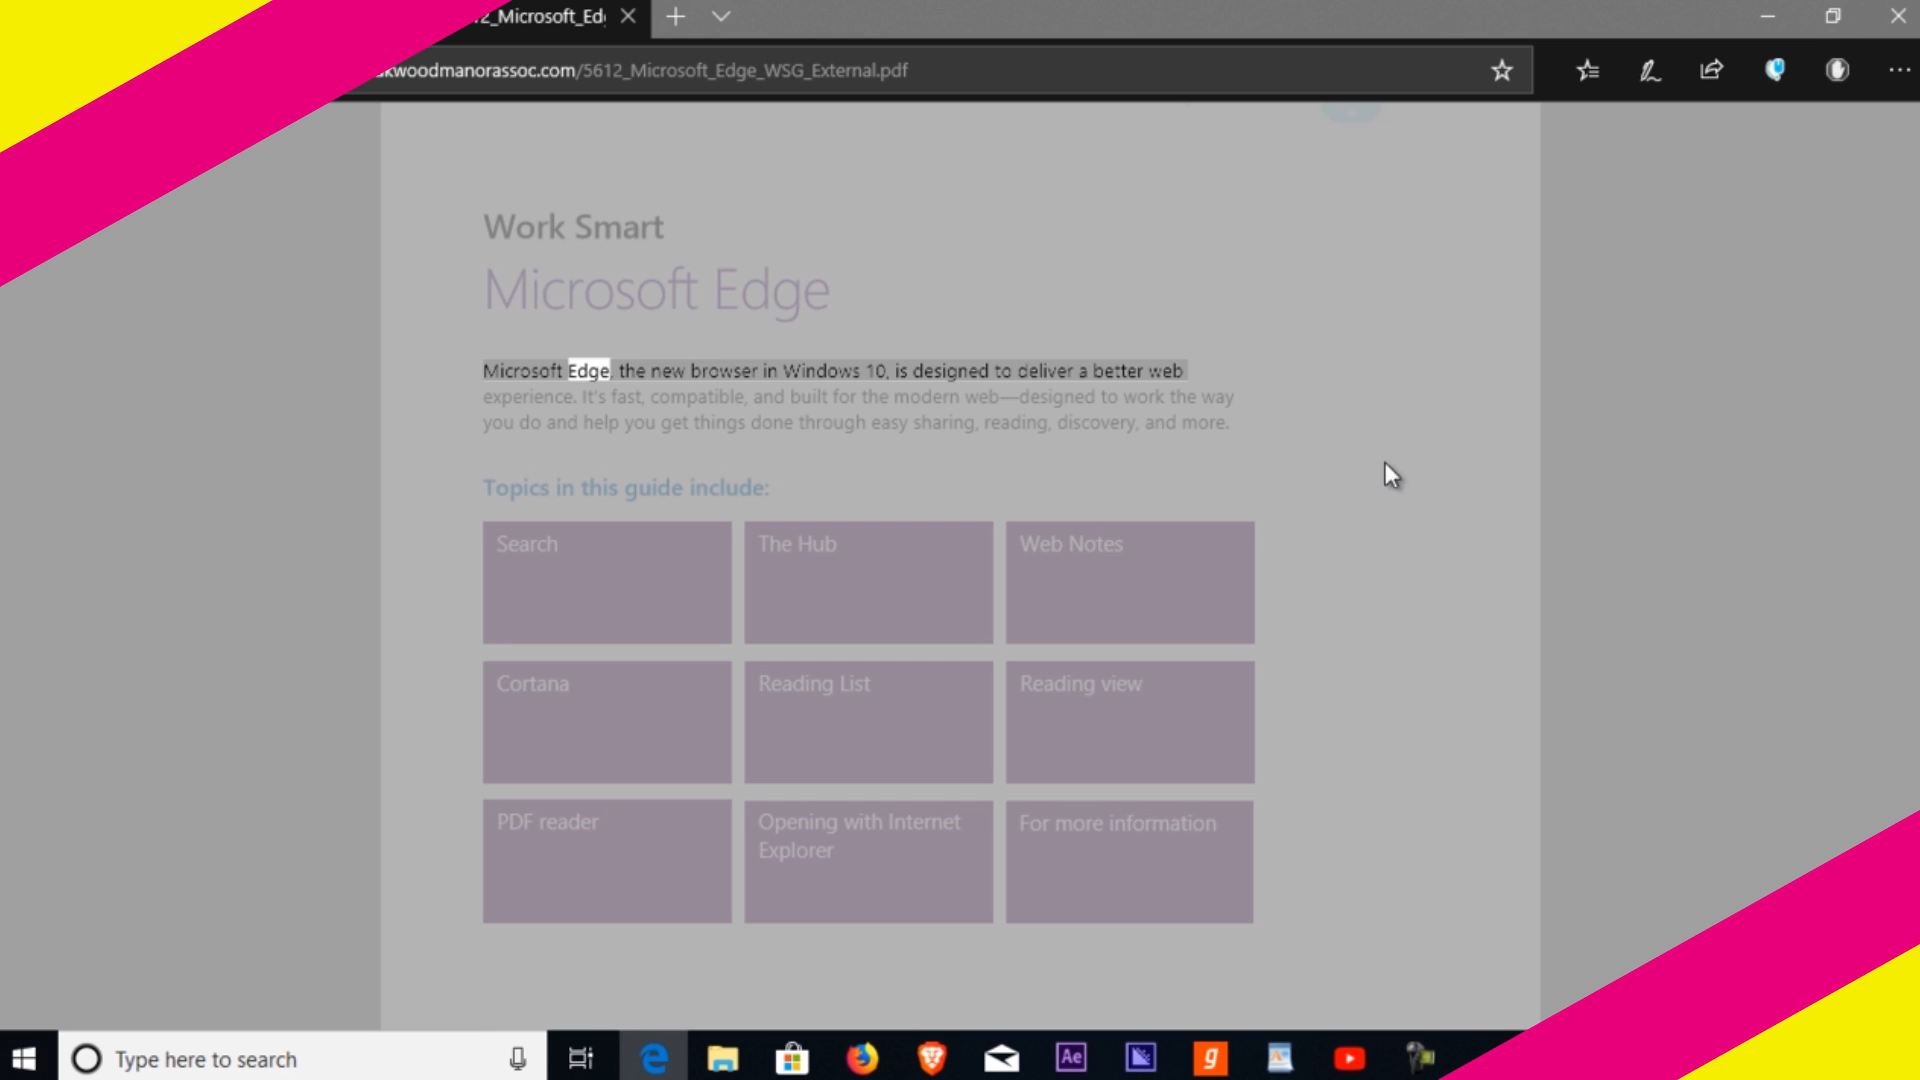 _Microsoft_Ed
kwoodmanorassoc.com/5612_Microsoft_Edge_WSG_External.pdf
Work Smart
Microsoft Edge
Microsoft Edge, the new browser in Windows 10, is designed to deliver a better web
experience. It's fast, compatible, and built for the modern web—designed to work the way
you do and help you get things done through easy sharing, reading, discovery, and more.
Topics in this guide include:
Search
The Hub
Web Notes
Cortana
Reading List
Reading view
PDF reader
Opening with Internet
Explorer
For more information
Type here to search
Ae
g